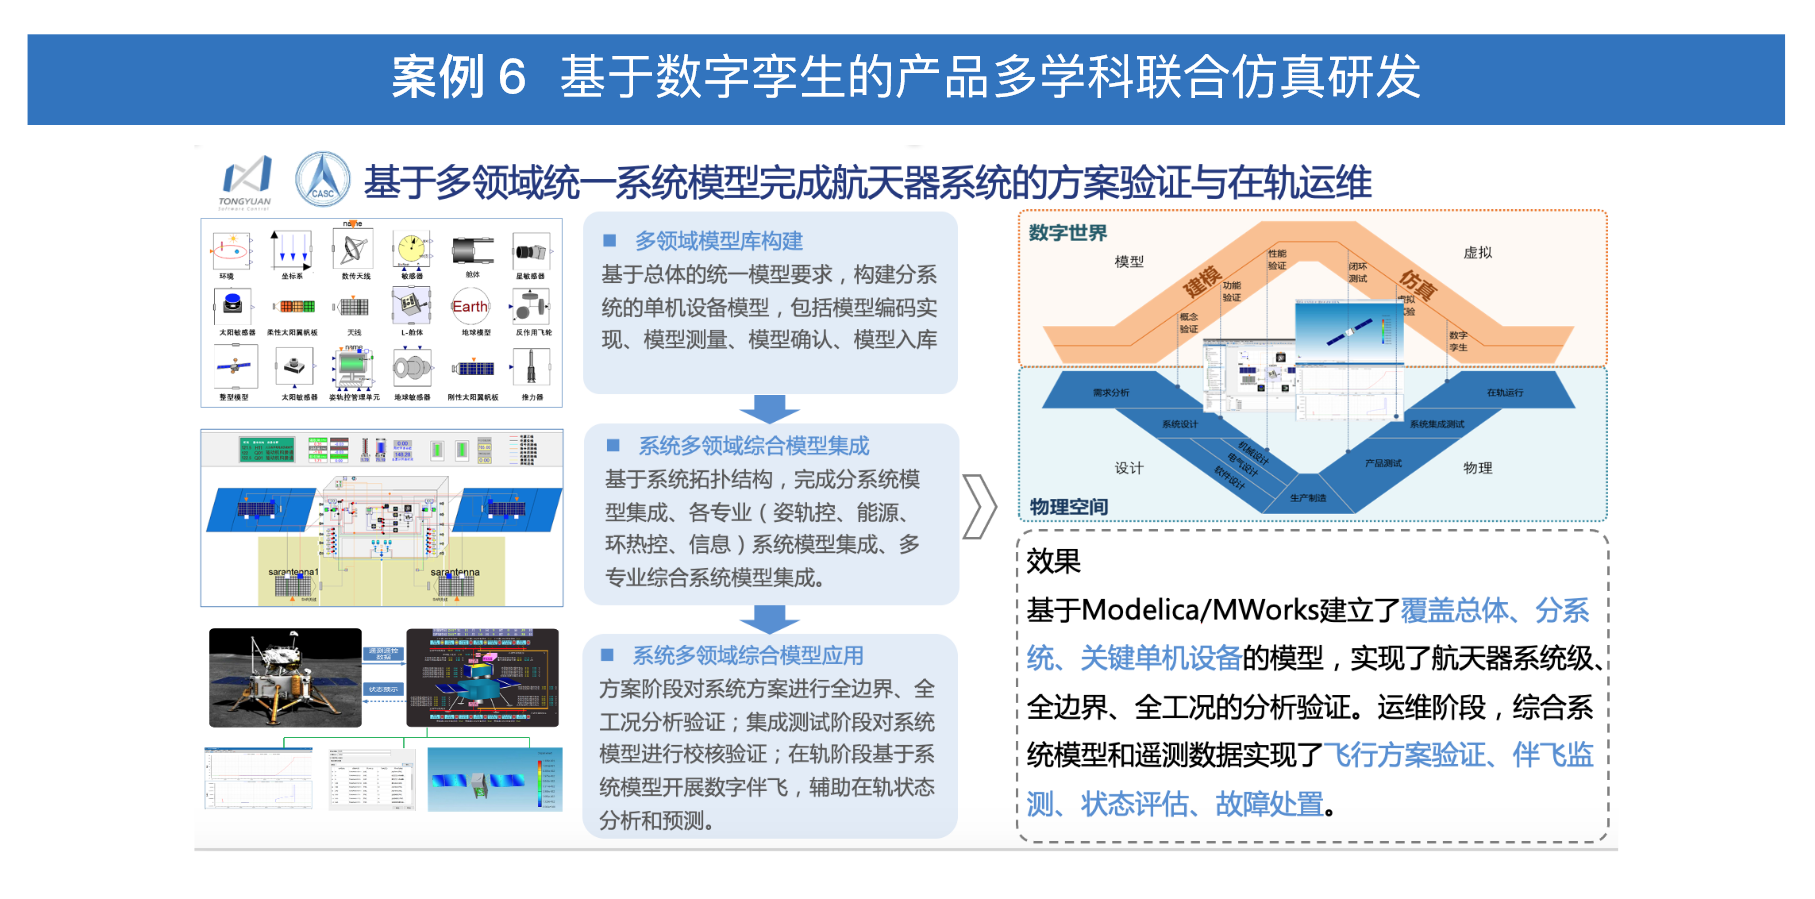 案例 6 基于数字孪生的产品多学科联合仿真研发
TONGYUAN
Software Control
CASC
基于多领域统一系统模型完成航天器系统的方案验证与在轨运维
name
环境
坐标系
数传天线
敏感器
舱体
星敏感器
Earth
太阳敏感器
柔性太阳翼帆板
天线
L-舱体
地球模型
反作用飞轮
name
整型模型
太阳敏感器
姿轨控管理单元
地球敏感器
刚性太阳翼帆板
推力器
sarantenna1
sarantenna
遥测遥控
数据
状态预示
■ 多领域模型库构建
基于总体的统一模型要求，构建分系
统的单机设备模型，包括模型编码实
现、模型测量、模型确认、模型入库
■ 系统多领域综合模型集成
基于系统拓扑结构，完成分系统模
型集成、各专业（姿轨控、能源、
环热控、信息）系统模型集成、多
专业综合系统模型集成。
■ 系统多领域综合模型应用
方案阶段对系统方案进行全边界、全
工况分析验证；集成测试阶段对系统
模型进行校核验证；在轨阶段基于系
统模型开展数字伴飞，辅助在轨状态
分析和预测。
数字世界
模型
虚拟
建模
仿真
性能
验证
闭环
测试
功能
验证
概念
验证
数字
孪生
需求分析
在轨运行
系统设计
系统集成测试
机械设计
电气设计
软件设计
产品测试
设计
物理
生产制造
物理空间
效果
基于Modelica/MWorks建立了覆盖总体、分系
统、关键单机设备的模型，实现了航天器系统级、
全边界、全工况的分析验证。运维阶段，综合系
统模型和遥测数据实现了飞行方案验证、伴飞监
测、状态评估、故障处置。